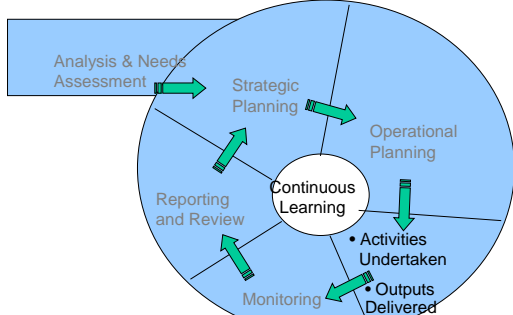 Analysis & Needs
Assessment
Strategic
Planning
Operational
Planning
Continuous
Learning
Reporting
and Review
• Activities
Undertaken
• Outputs
Delivered
Monitoring